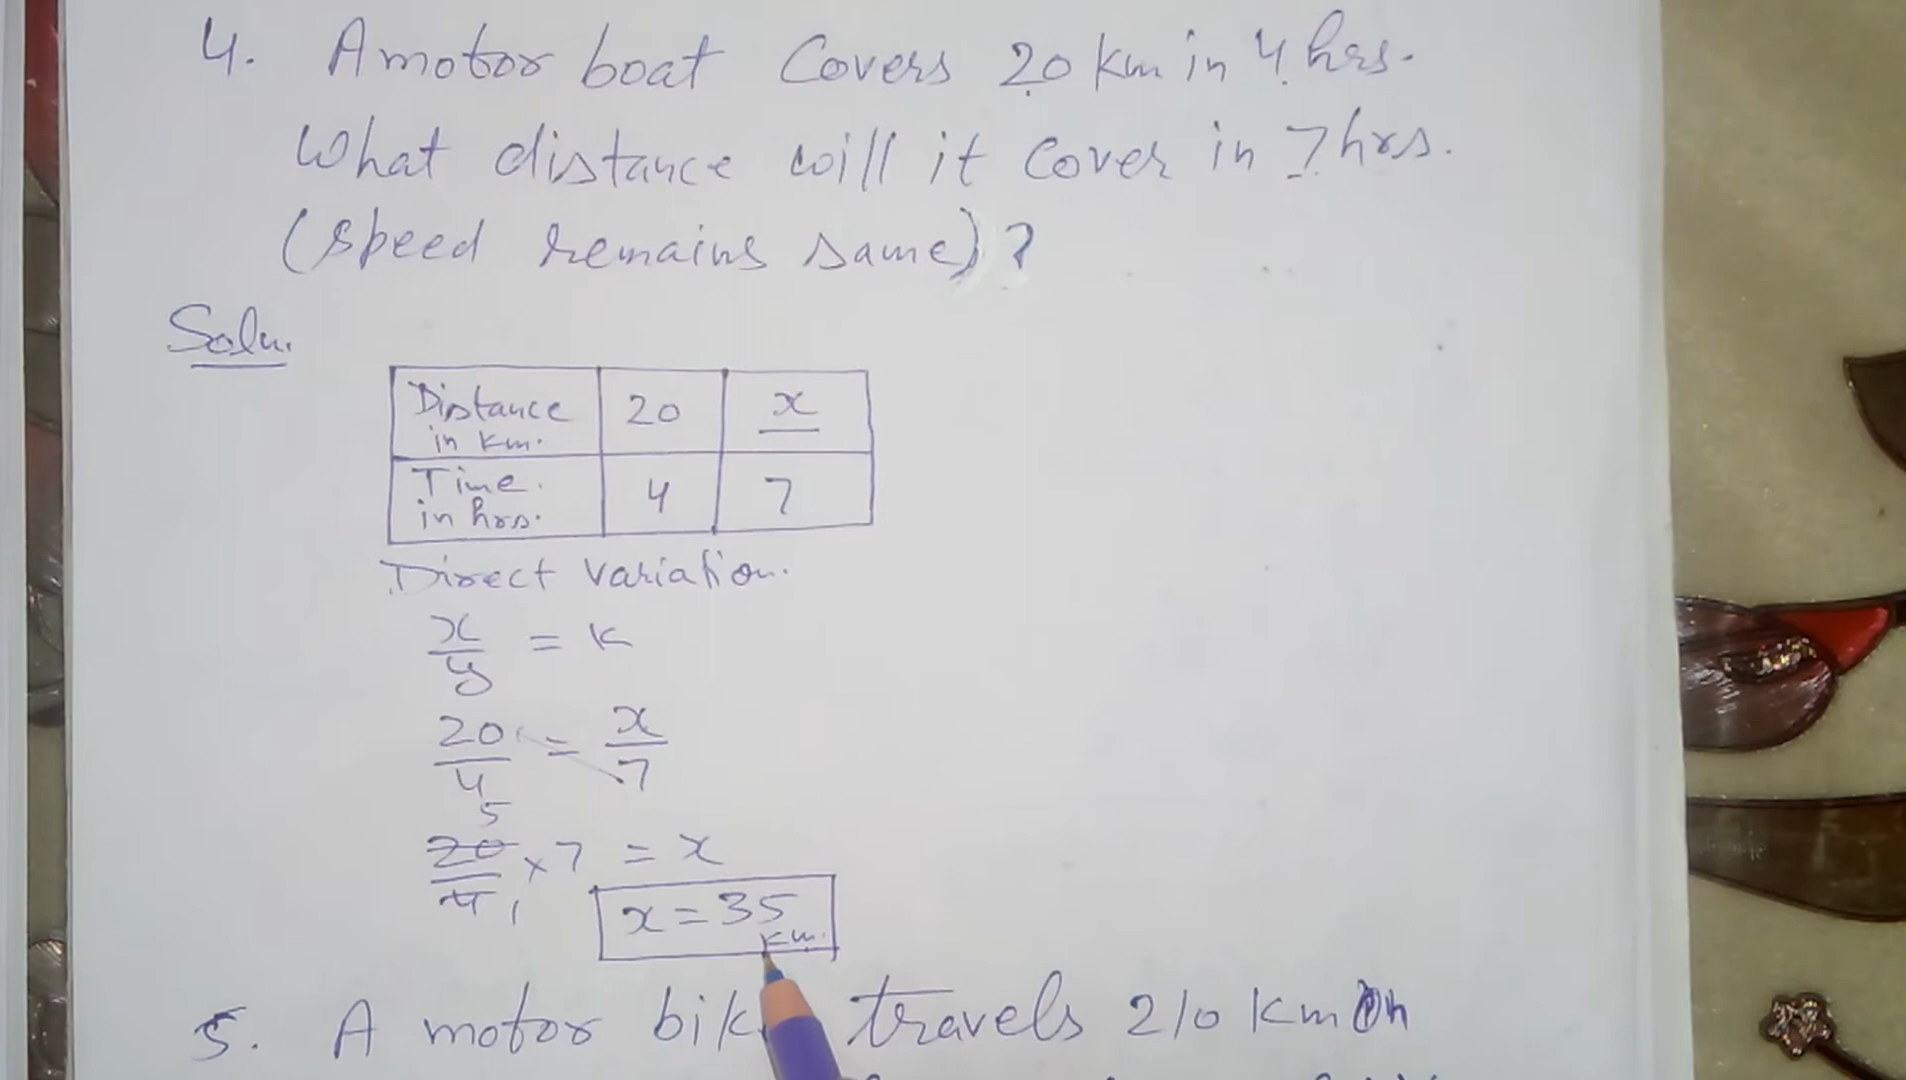 4. A motor boat Covers 20 km in 4 hrs.
What distance will it cover in 7 hrs.
(speed remains same)?
Soln.
Distance in km. 20 x
Time in hrs. 4 7
Direct variation.
x/y = k
20/4 = x/7
5
20/4 × 7 = x
1
x = 35 km.
5. A motor bik travels 210 km on